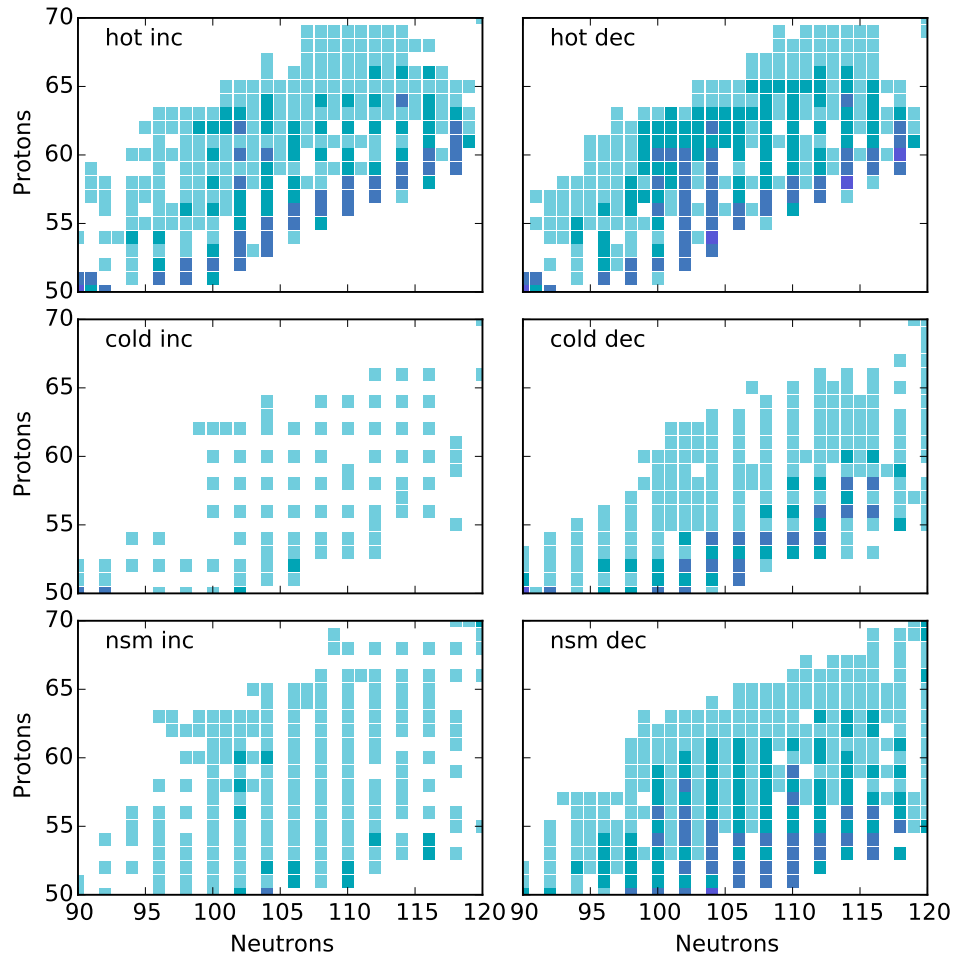 70
hot inc
hot dec
65
Protons
60
55
50
70
cold inc
cold dec
65
Protons
60
55
50
70
nsm inc
nsm dec
65
Protons
60
55
50
90 95 100 105 110 115 120 90 95 100 105 110 115 120
Neutrons
Neutrons